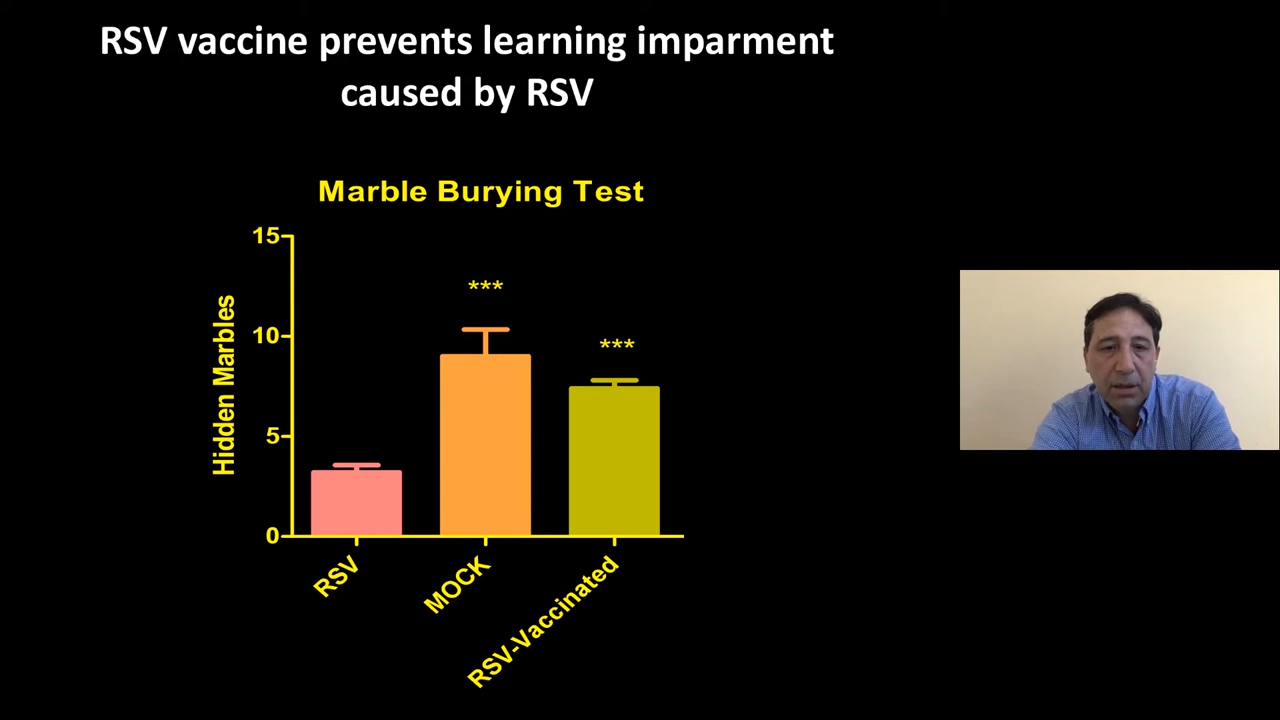 RSV vaccine prevents learning imparment
caused by RSV
Marble Burying Test
15
10
5
0
Hidden Marbles
***
***
RSV
MOCK
RSV-Vaccinated